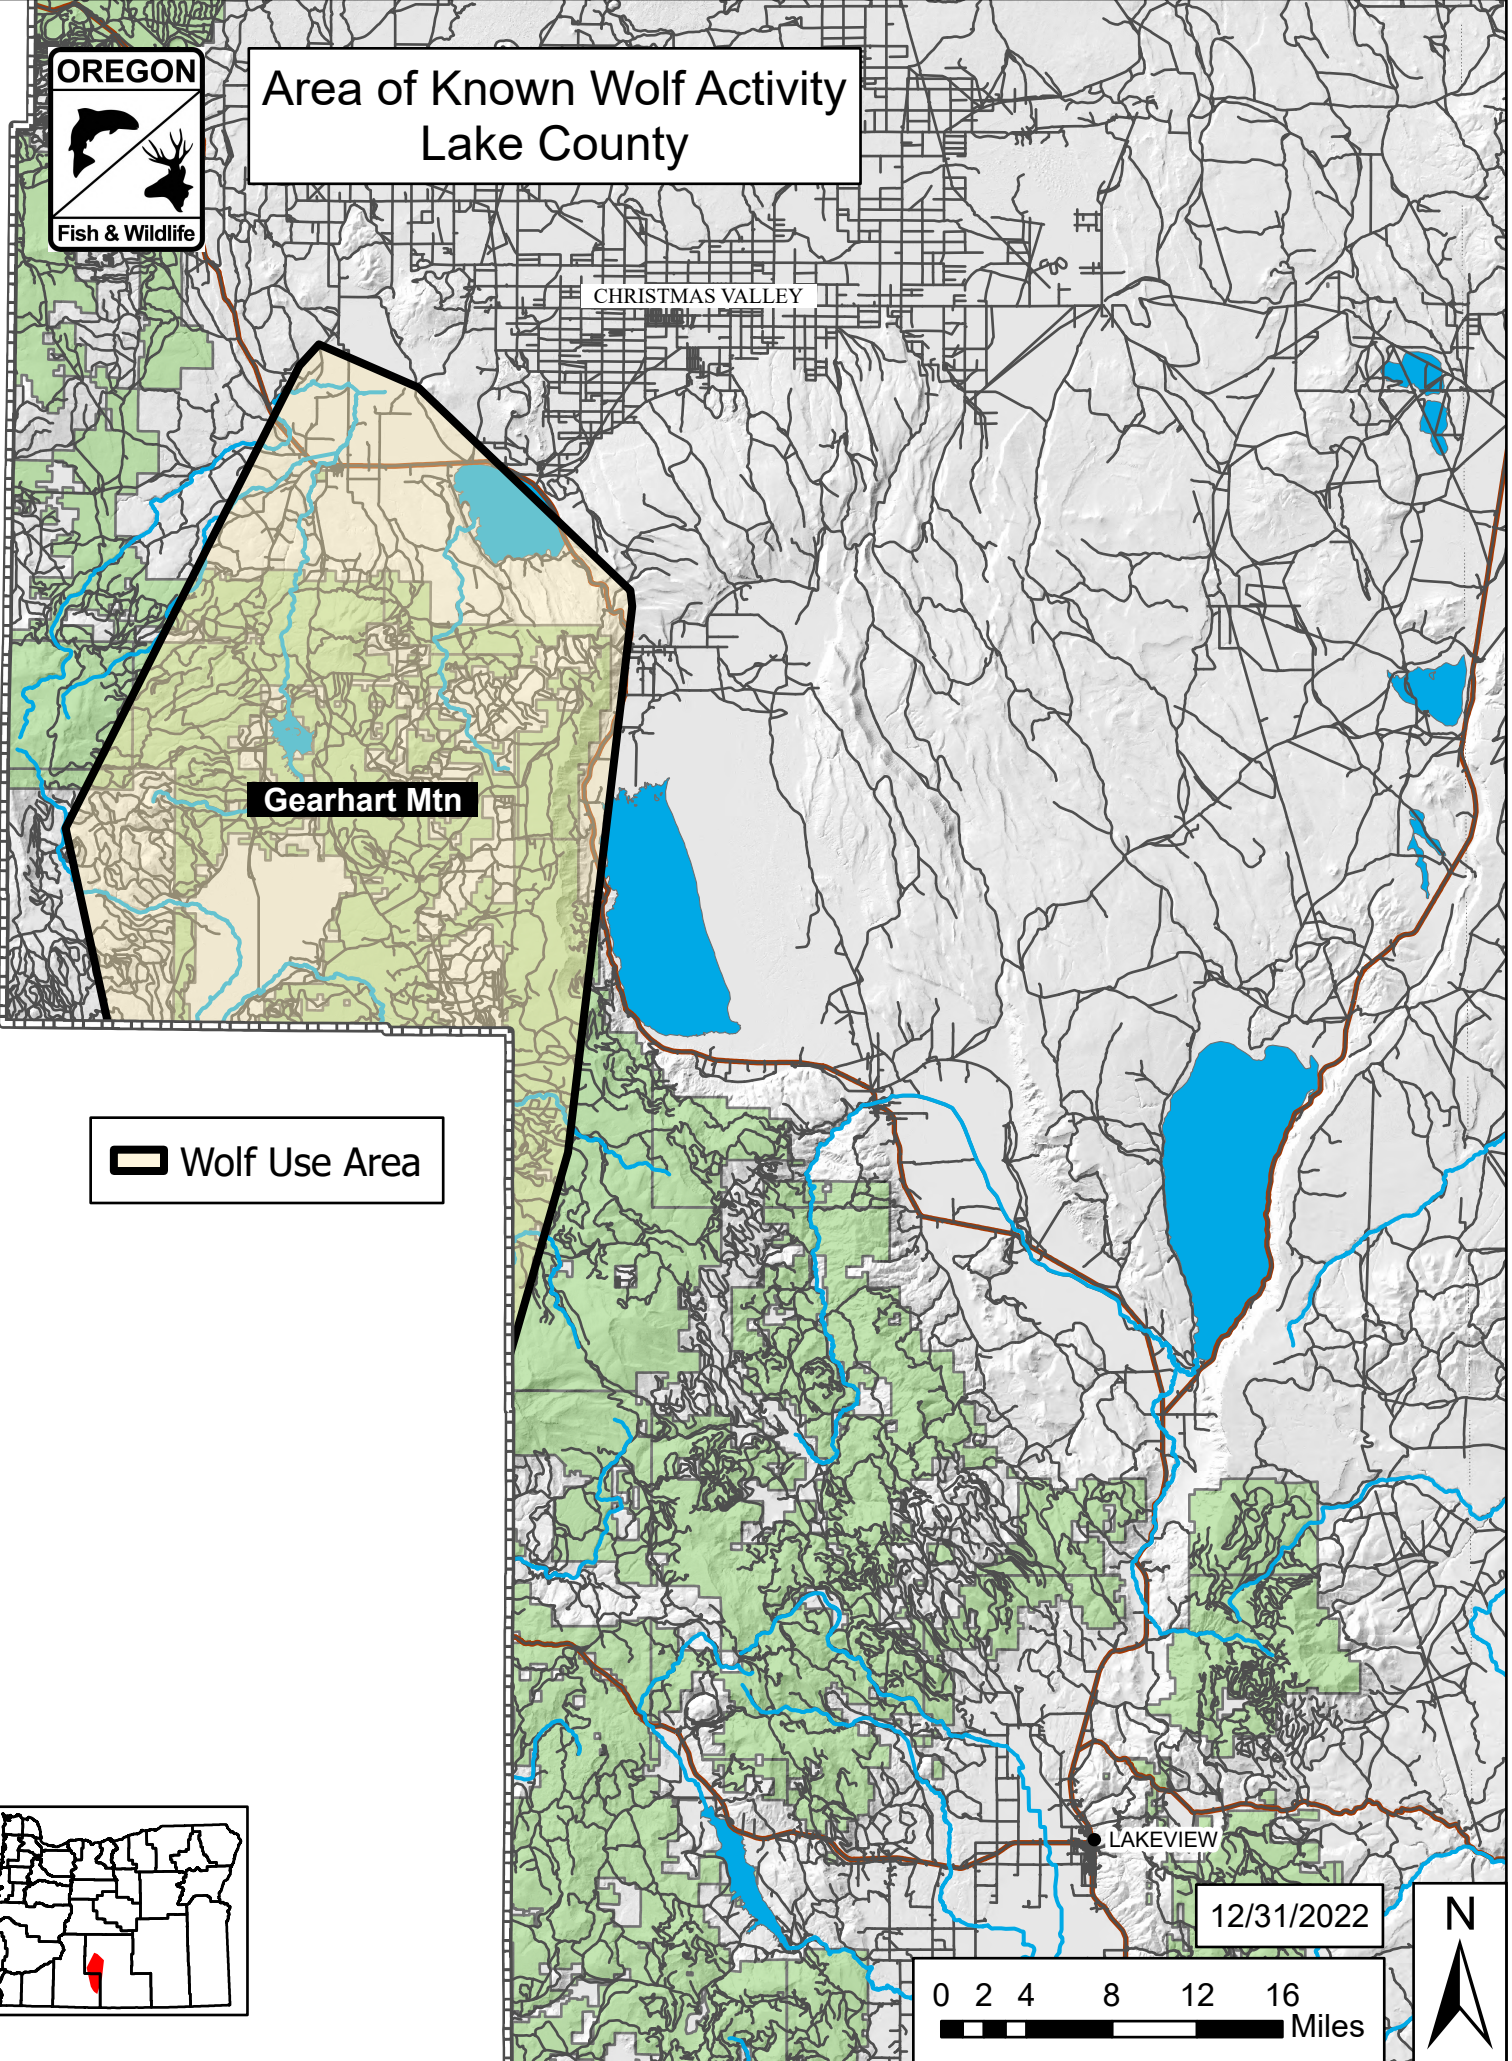 OREGON
Fish & Wildlife
Area of Known Wolf Activity
Lake County
CHRISTMAS VALLEY
Gearhart Mtn
Wolf Use Area
LAKEVIEW
12/31/2022
N
0 2 4 8 12 16
Miles